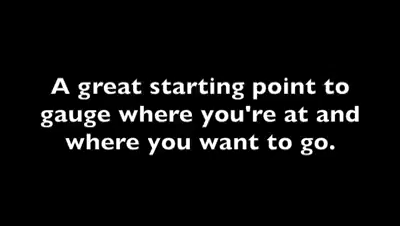 A great starting point to
gauge where you're at and
where you want to go.